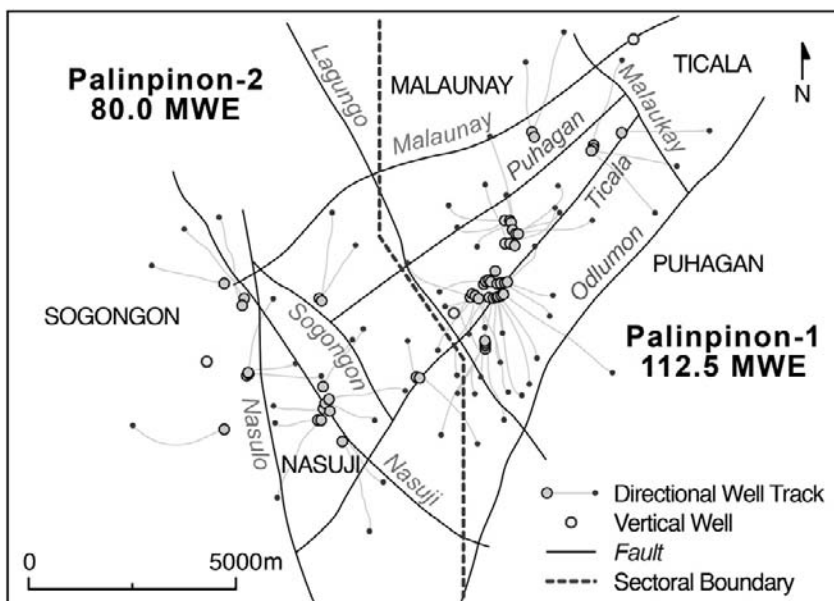 Palinpinon-2
80.0 MWE
Lagungo
MALAUNAY
TICALA
N
Malaunay
Puhagan
Malaukay
Ticala
Odlumon
PUHAGAN
SOGONGON
Sogongon
Palinpinon-1
112.5 MWE
Nasulo
NASUJI
Nasuji
Directional Well Track
Vertical Well
Fault
Sectoral Boundary
0 5000m